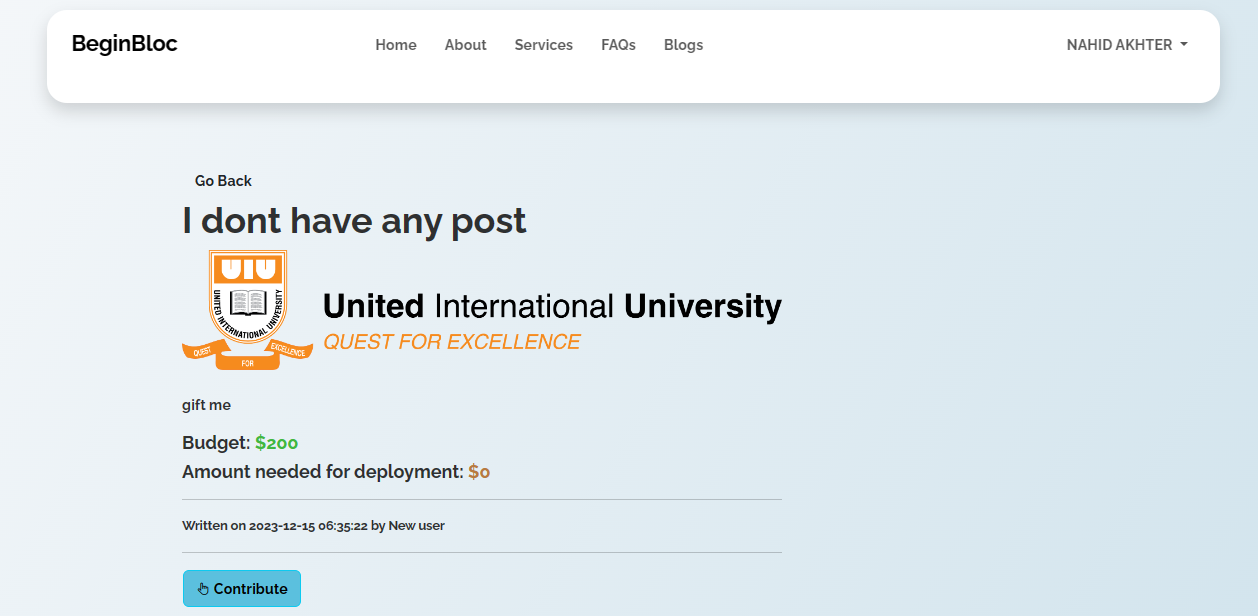 BeginBloc Home About Services FAQs Blogs NAHID AKHTER
Go Back
I dont have any post
UIU
UNITED INTERNATIONAL UNIVERSITY
QUEST FOR EXCELLENCE
United International University
QUEST FOR EXCELLENCE
gift me
Budget: $200
Amount needed for deployment: $0
Written on 2023-12-15 06:35:22 by New user
Contribute